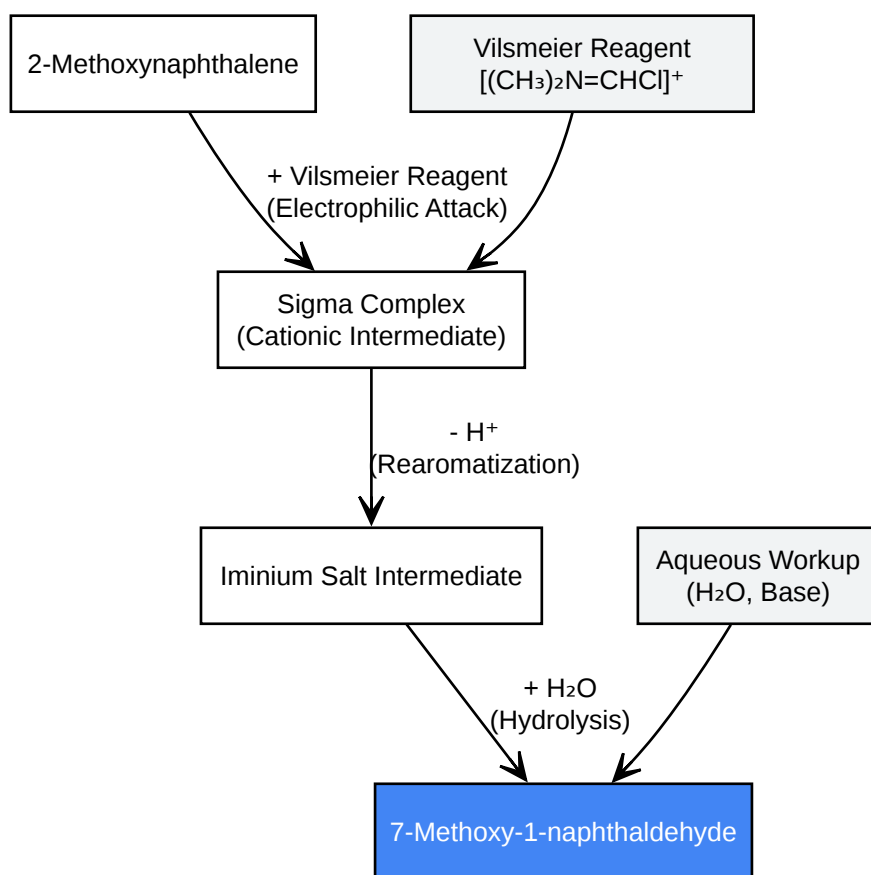 2-Methoxynaphthalene
Vilsmeier Reagent
[(CH₃)₂N=CHCl]⁺
+ Vilsmeier Reagent
(Electrophilic Attack)
Sigma Complex
(Cationic Intermediate)
- H⁺
(Rearomatization)
Iminium Salt Intermediate
Aqueous Workup
(H₂O, Base)
+ H₂O
(Hydrolysis)
7-Methoxy-1-naphthaldehyde